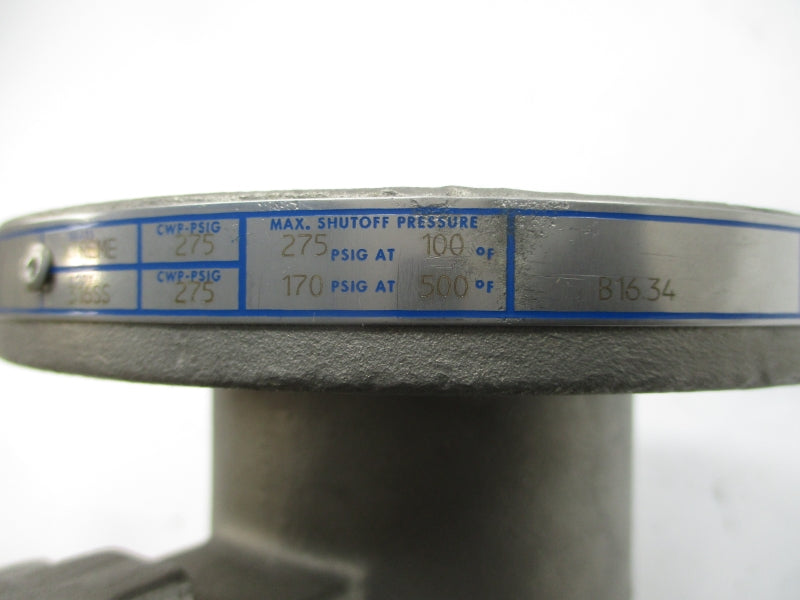 CWP-PSIG
275
MAX. SHUTOFF PRESSURE
275 PSIG AT 100 °F
316SS
CWP-PSIG
275
170 PSIG AT 500 °F
B16.34